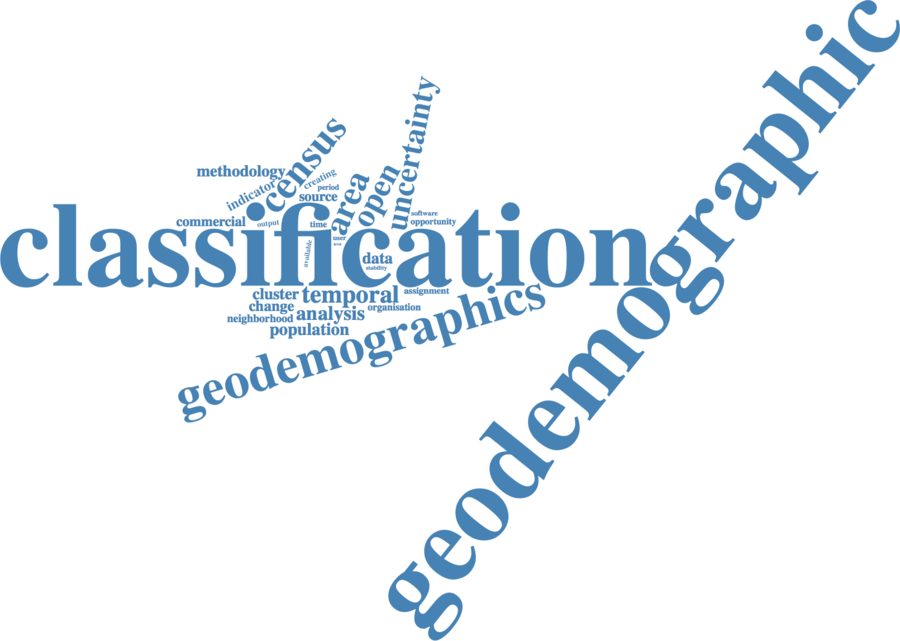 geodemographic
uncertainty
census
methodology
creating
indicator
period
source
area
open
commercial
output
time
software
opportunity
user
classification
available
data
stability
cluster
temporal
assignment
change
analysis
organisation
neighborhood
population
geodemographics